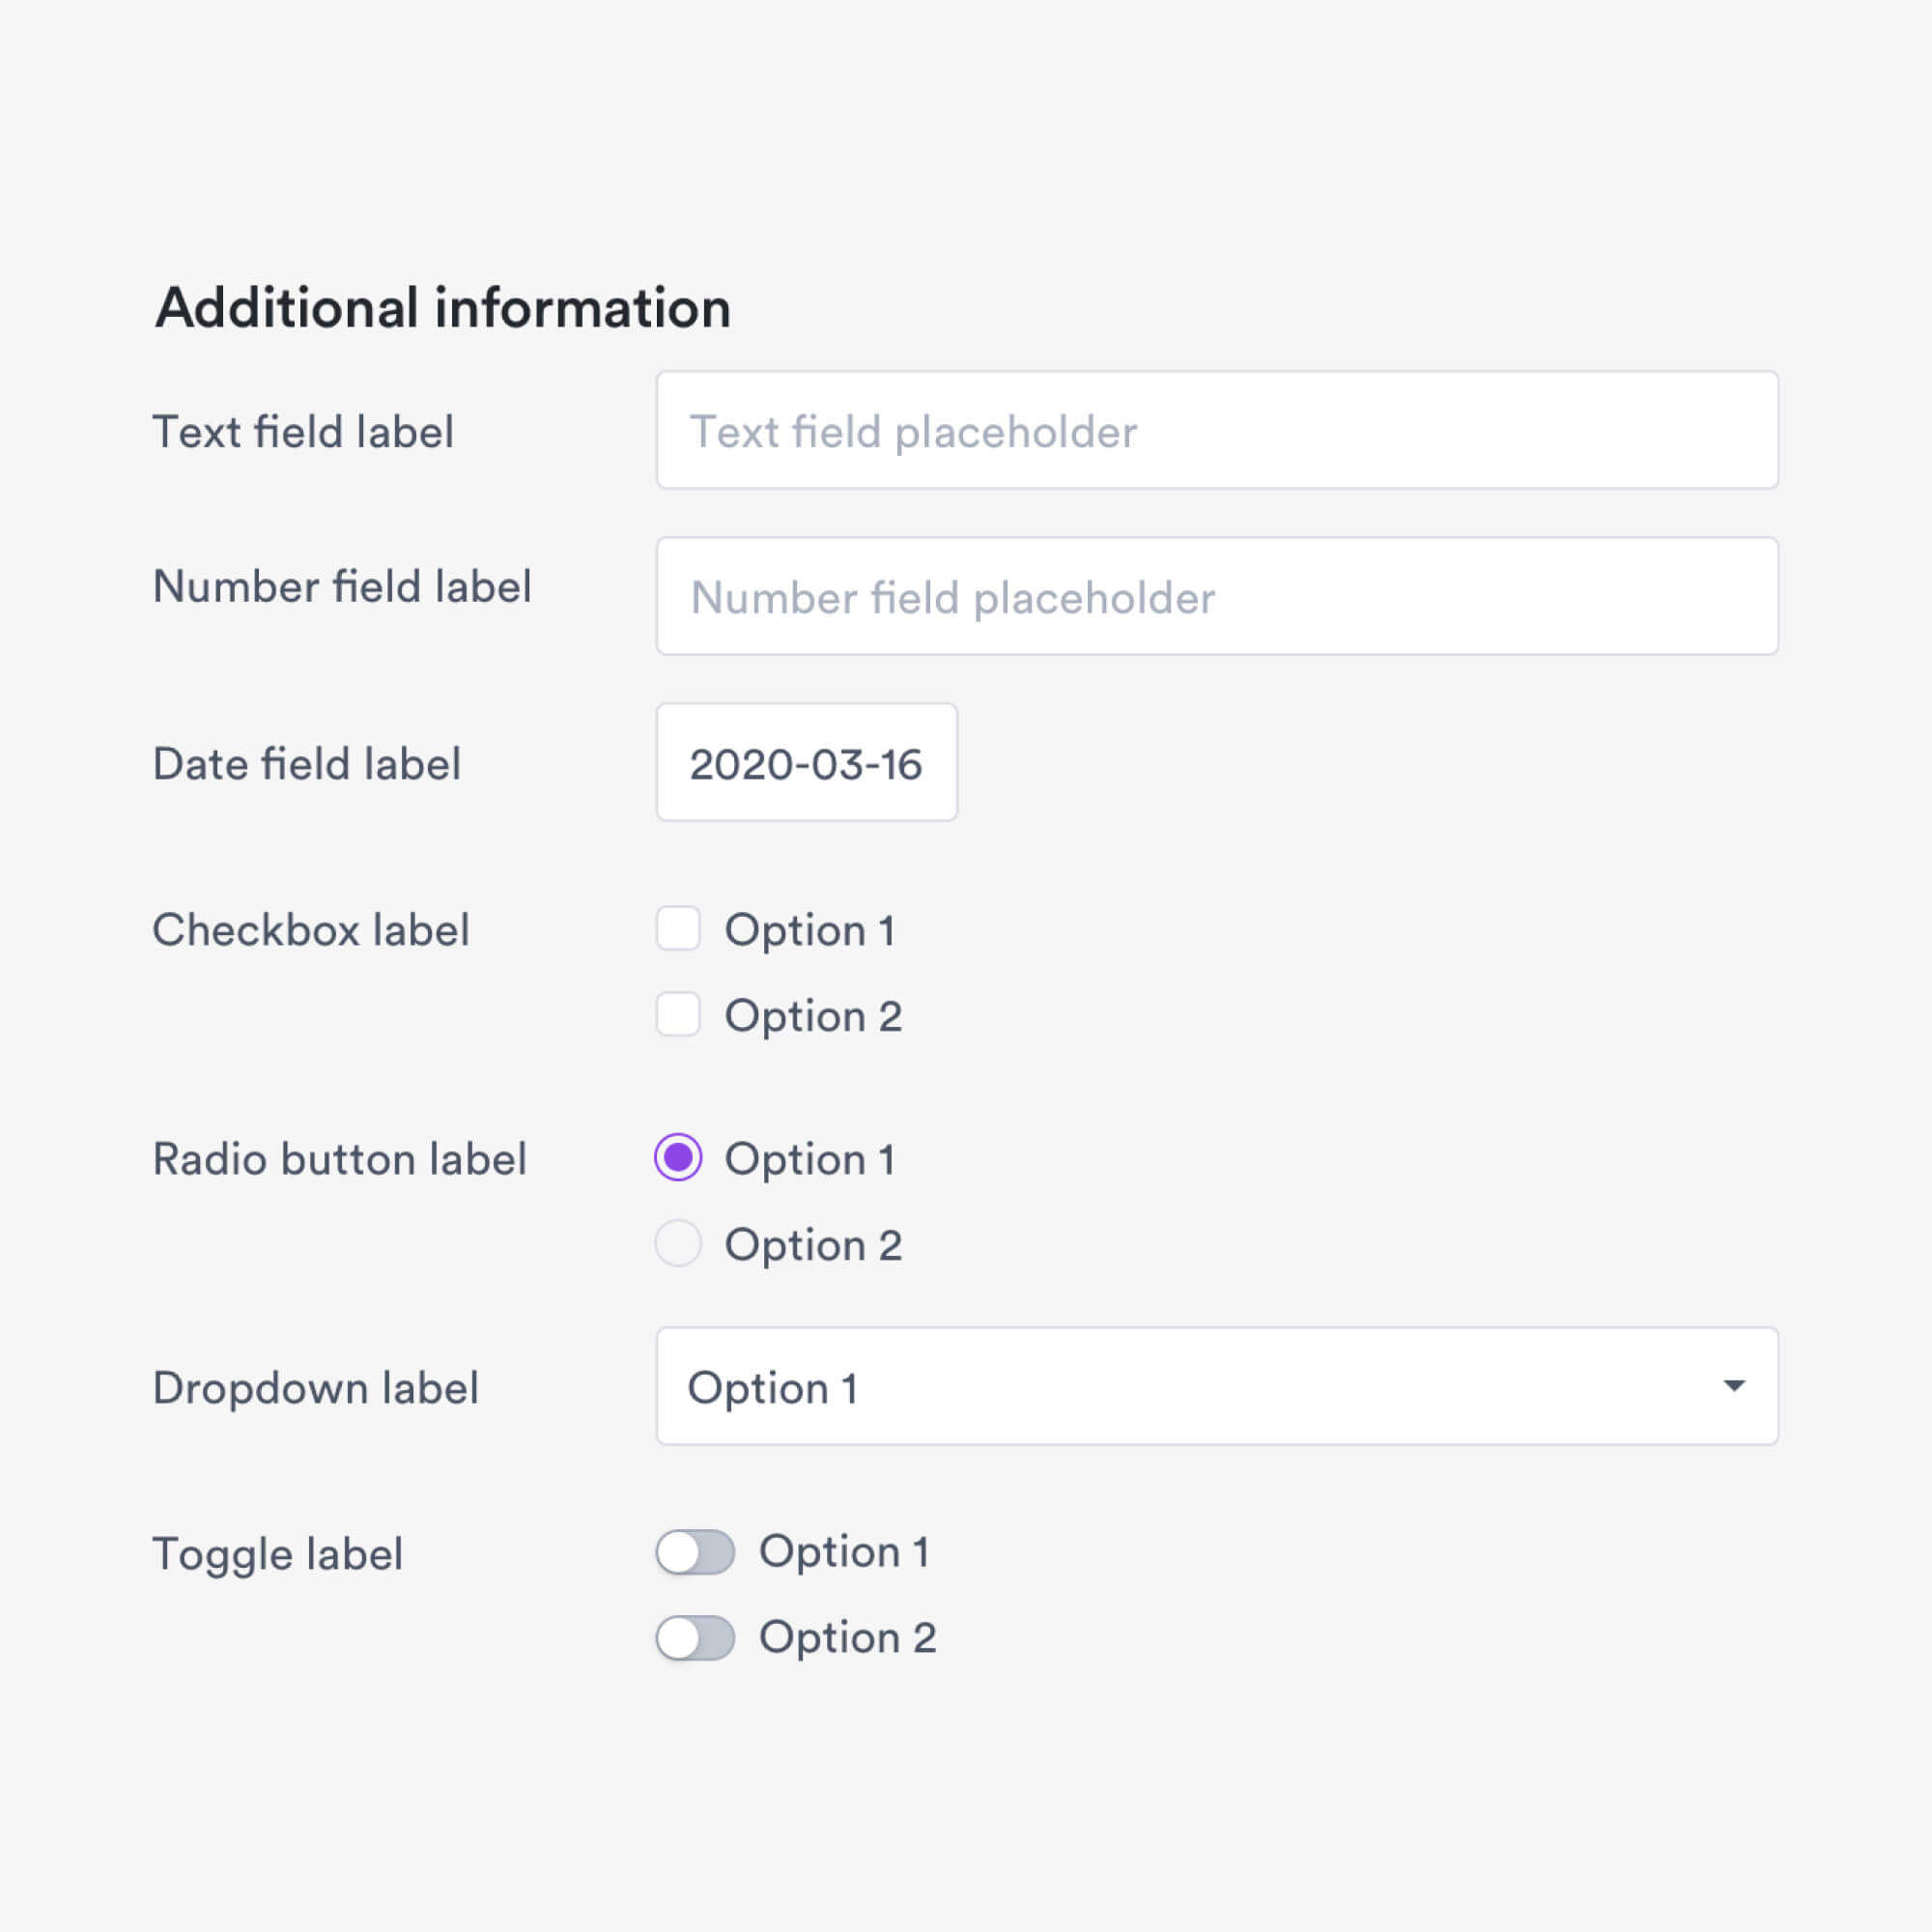 Additional information
Text field label
Text field placeholder
Number field label
Number field placeholder
Date field label
2020-03-16
Checkbox label
Option 1
Option 2
Radio button label
Option 1
Option 2
Dropdown label
Option 1
Toggle label
Option 1
Option 2